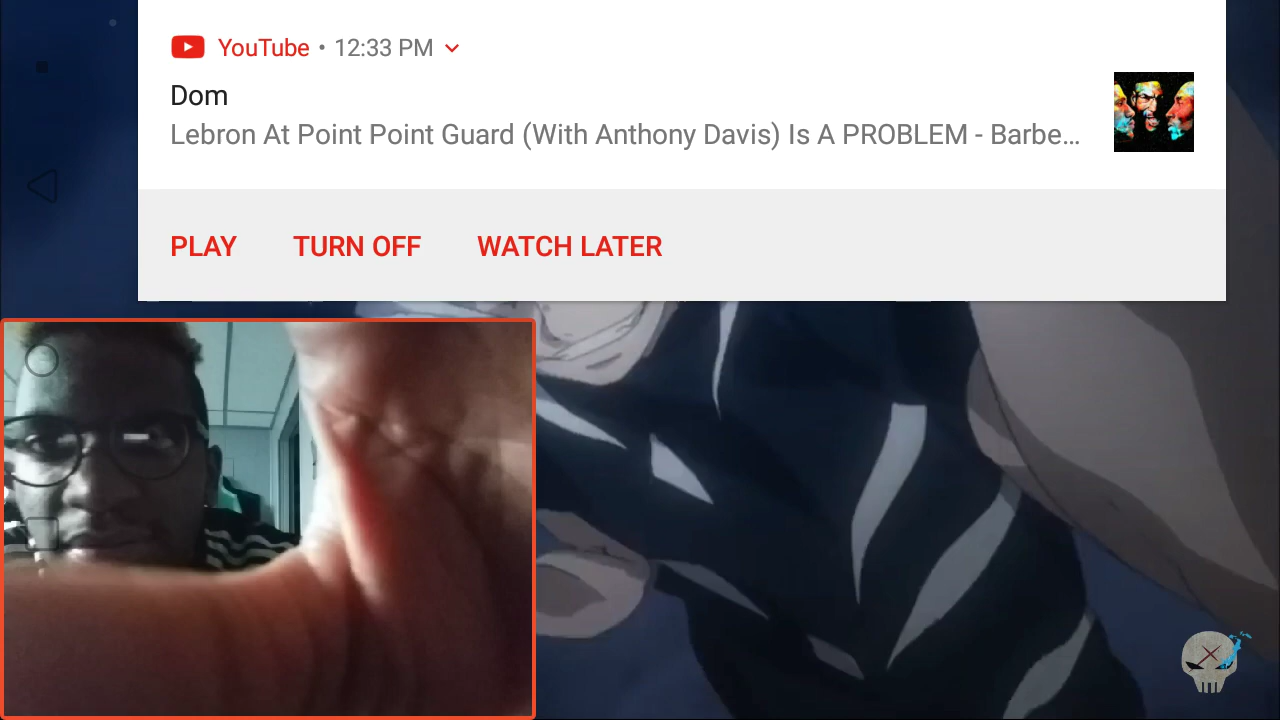 YouTube • 12:33 PM
Dom
Lebron At Point Point Guard (With Anthony Davis) Is A PROBLEM - Barbe...
PLAY TURN OFF WATCH LATER